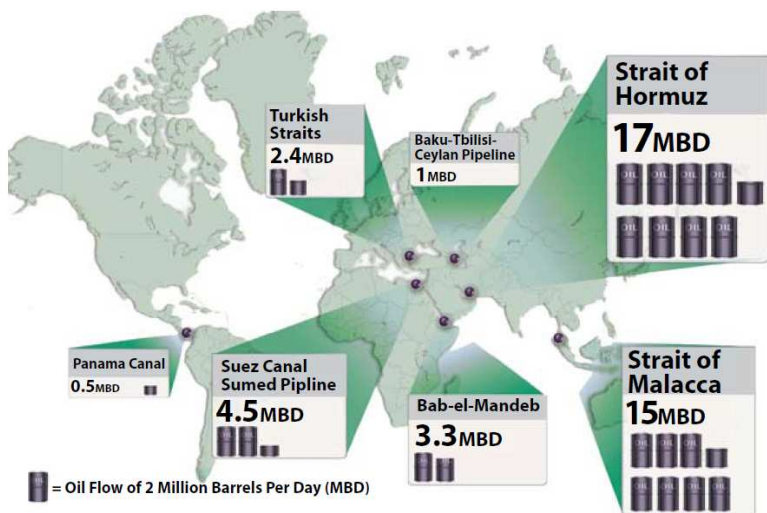 Strait of
Hormuz
17MBD
Turkish
Straits
2.4MBD
Baku-Tbilisi-
Ceylan Pipeline
1 MBD
Panama Canal
0.5MBD
Suez Canal
Sumed Pipline
4.5MBD
Bab-el-Mandeb
3.3MBD
Strait of
Malacca
15MBD
= Oil Flow of 2 Million Barrels Per Day (MBD)